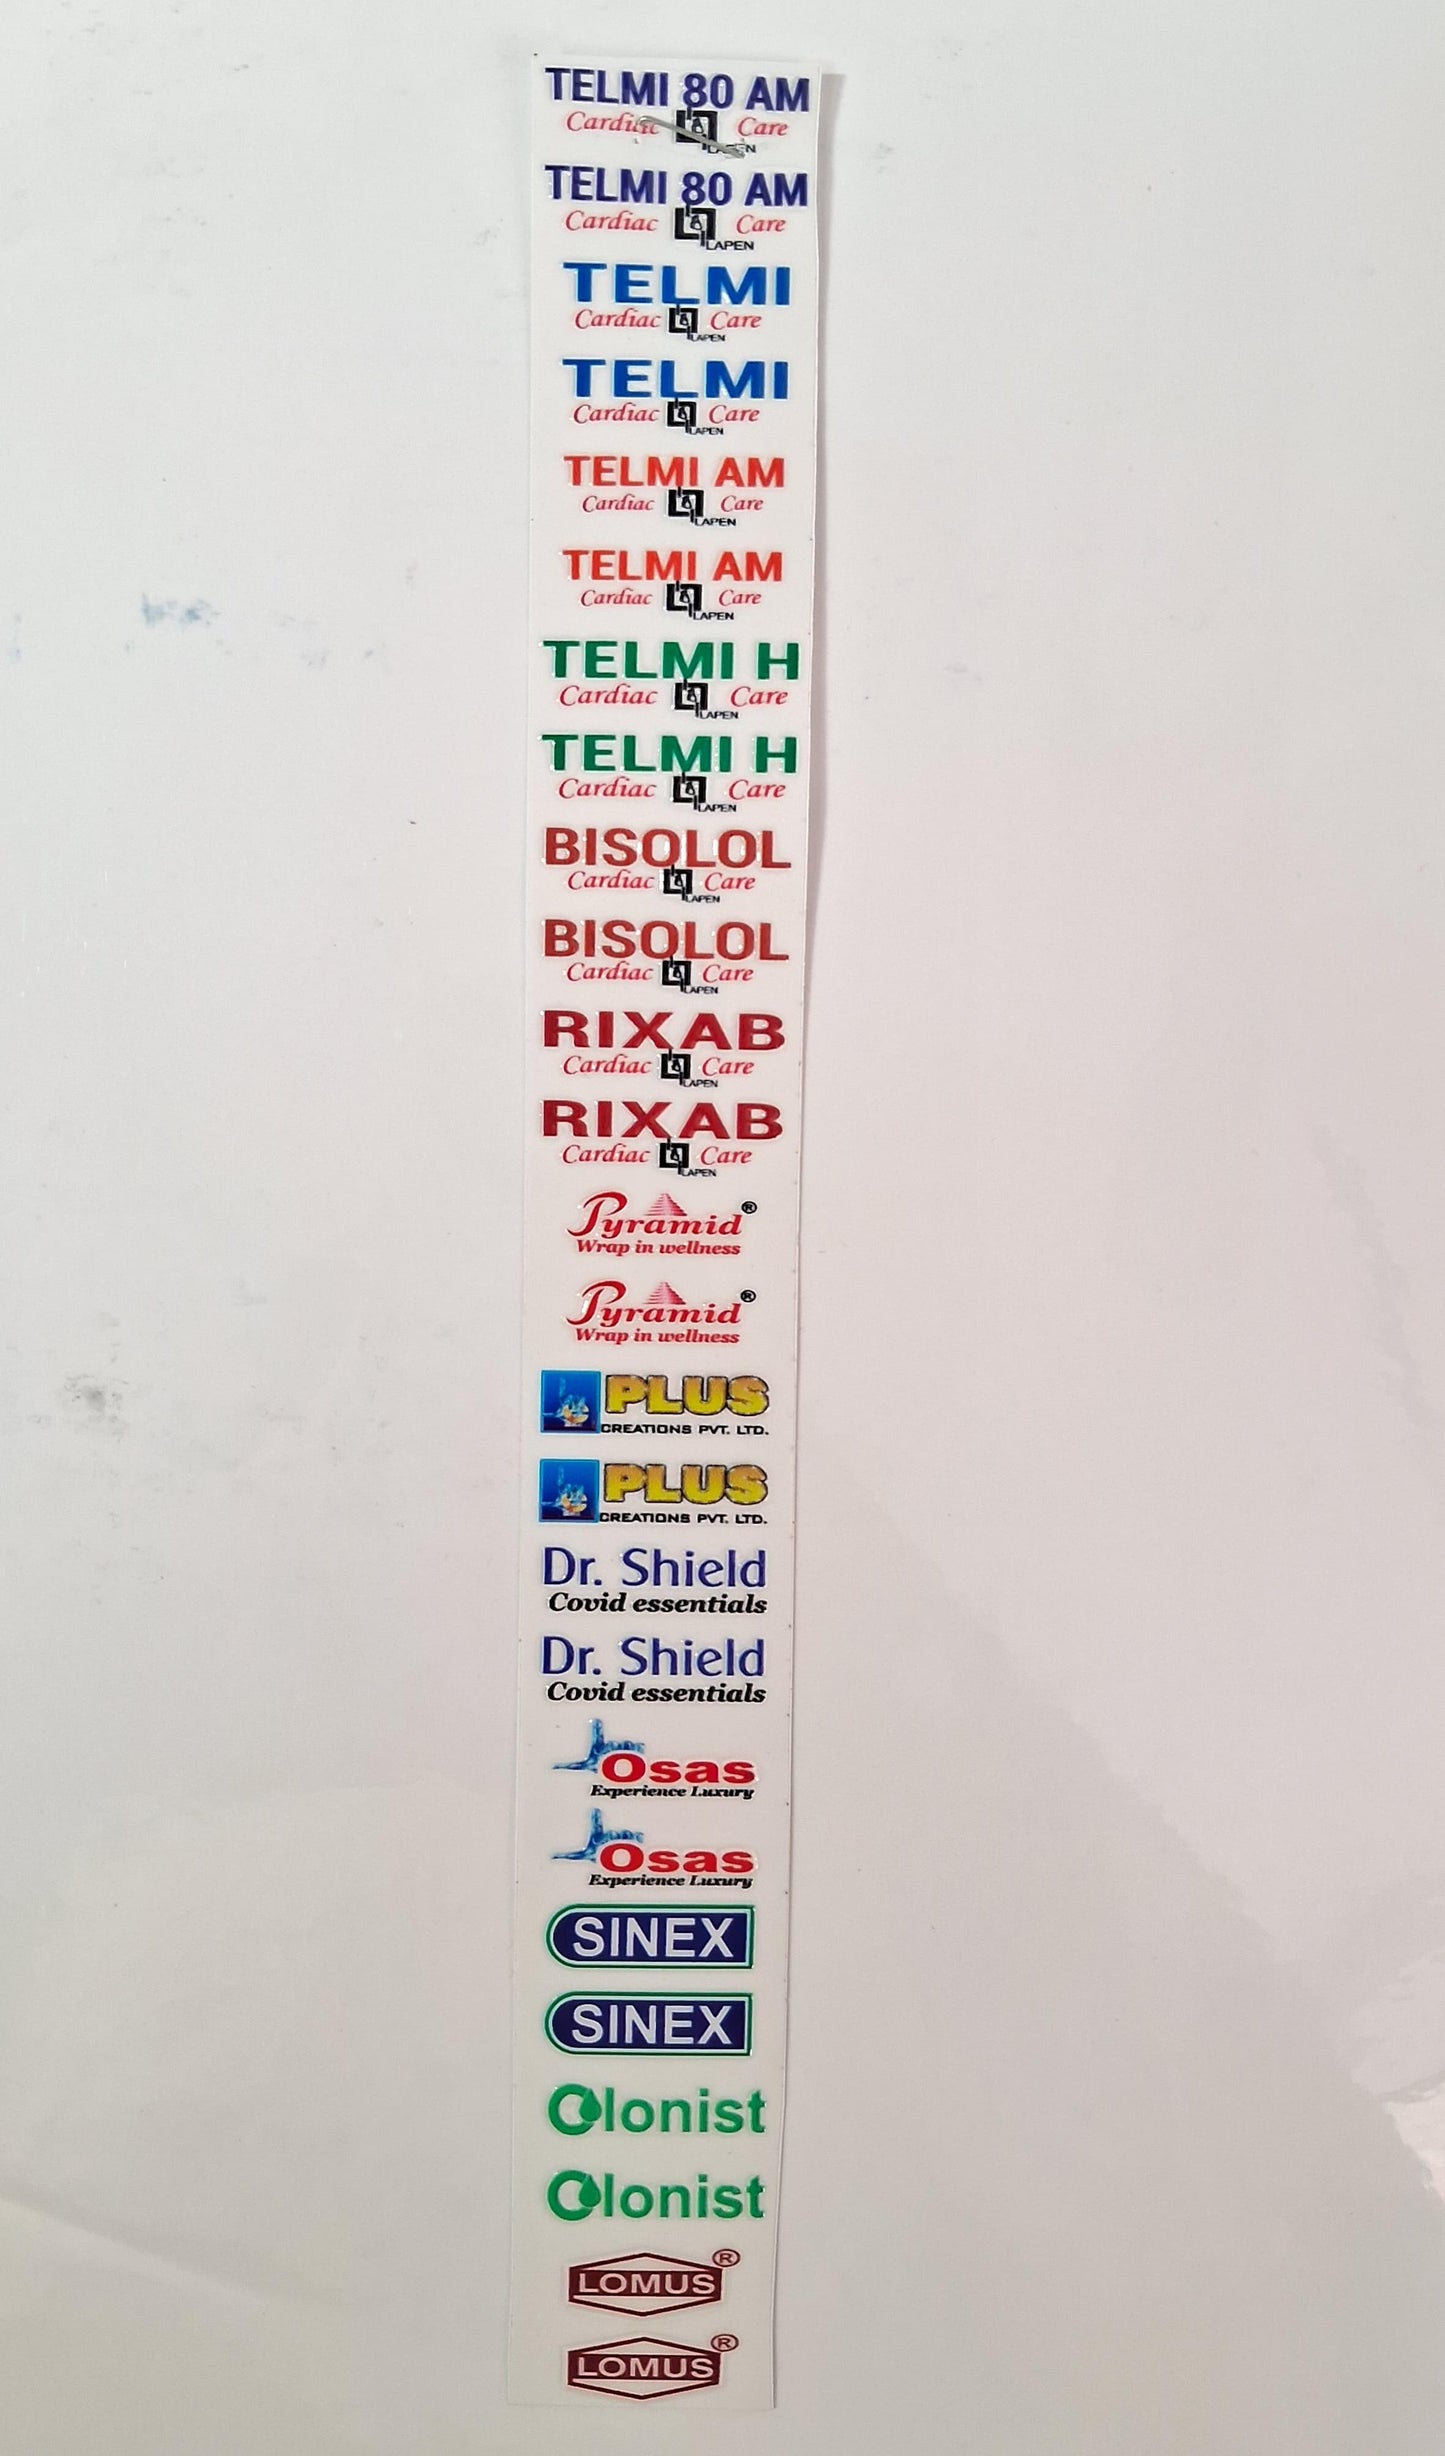 TELMI 80 AM
Cardiac Care
LAPEN
TELMI 80 AM
Cardiac Care
LAPEN
TELMI
Cardiac Care
LAPEN
TELMI
Cardiac Care
LAPEN
TELMI AM
Cardiac Care
LAPEN
TELMI AM
Cardiac Care
LAPEN
TELMI H
Cardiac Care
LAPEN
TELMI H
Cardiac Care
LAPEN
BISOLOL
Cardiac Care
LAPEN
BISOLOL
Cardiac Care
LAPEN
RIXAB
Cardiac Care
LAPEN
RIXAB
Cardiac Care
LAPEN
Pyramid®
Wrap in wellness
Pyramid®
Wrap in wellness
PLUS
CREATIONS PVT. LTD.
PLUS
CREATIONS PVT. LTD.
Dr. Shield
Covid essentials
Dr. Shield
Covid essentials
Osas
Experience Luxury
Osas
Experience Luxury
SINEX
SINEX
Clonist
Clonist
LOMUS®
LOMUS®